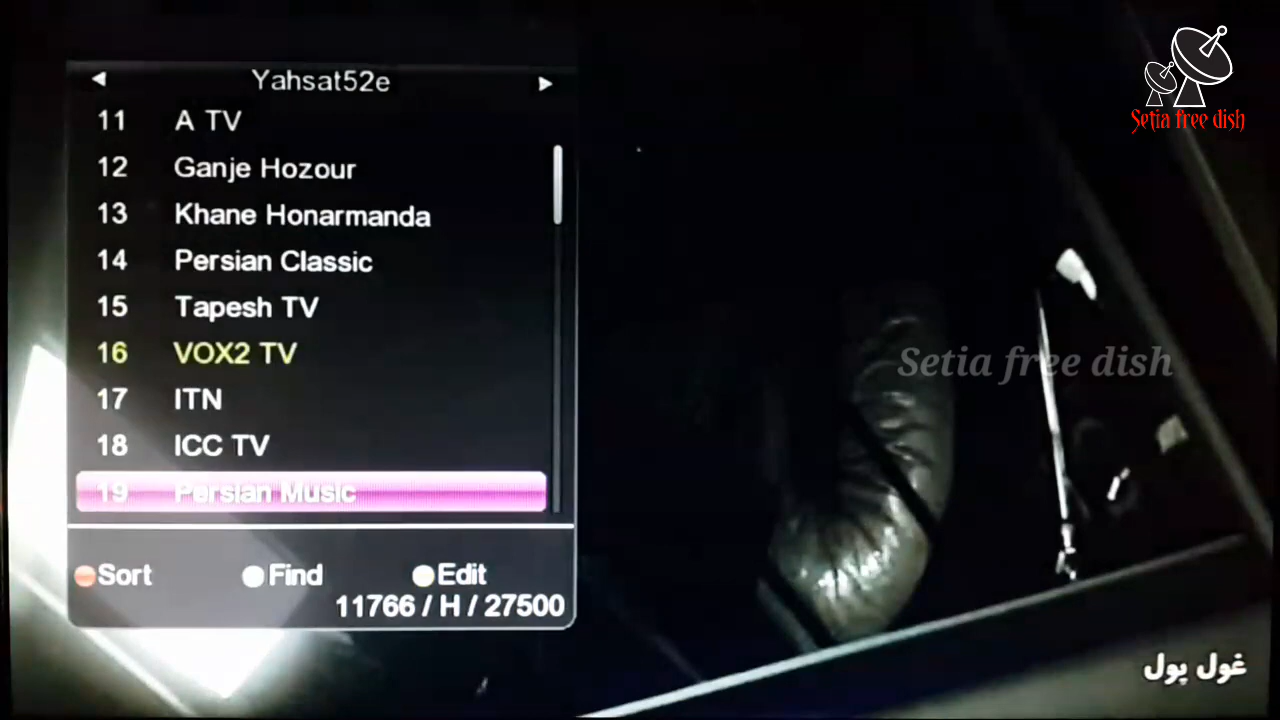 Yahsat52e
11 A TV
12 Ganje Hozour
13 Khane Honarmanda
14 Persian Classic
15 Tapesh TV
16 VOX2 TV
17 ITN
18 ICC TV
19 Persian Music
Sort Find Edit
11766 / H / 27500
Setia free dish
Setia free dish
غول پول